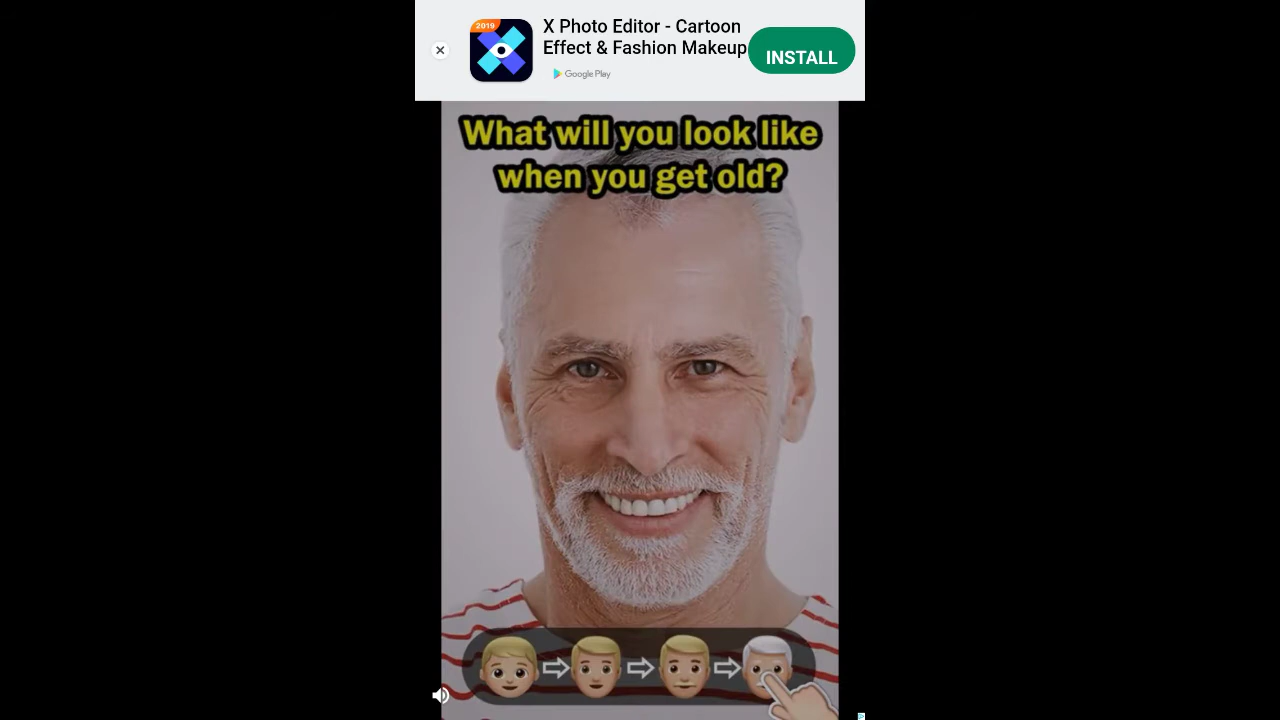 2019
X Photo Editor - Cartoon
Effect & Fashion Makeup
Google Play
INSTALL
What will you look like
when you get old?